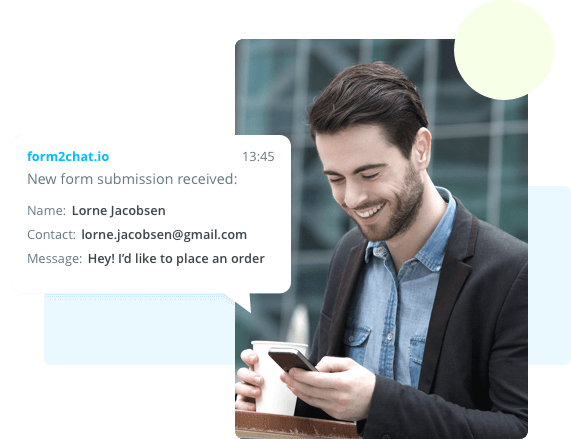 form2chat.io 13:45
New form submission received:
Name: Lorne Jacobsen
Contact: lorne.jacobsen@gmail.com
Message: Hey! I'd like to place an order